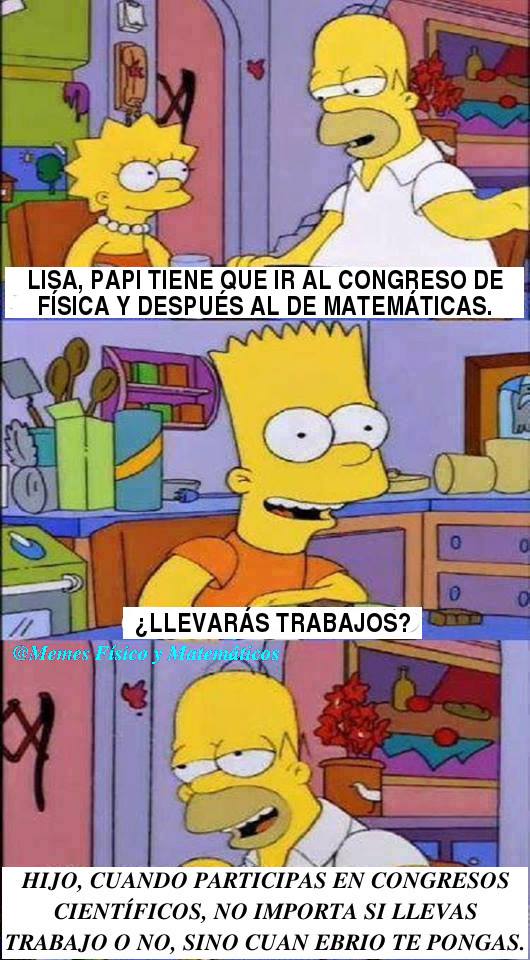 LISA, PAPI TIENE QUE IR AL CONGRESO DE
FÍSICA Y DESPUÉS AL DE MATEMÁTICAS.
¿LLEVARÁS TRABAJOS?
@Memes Físico y Matemáticos
HIJO, CUANDO PARTICIPAS EN CONGRESOS
CIENTÍFICOS, NO IMPORTA SI LLEVAS
TRABAJO O NO, SINO CUAN EBRIO TE PONGAS.